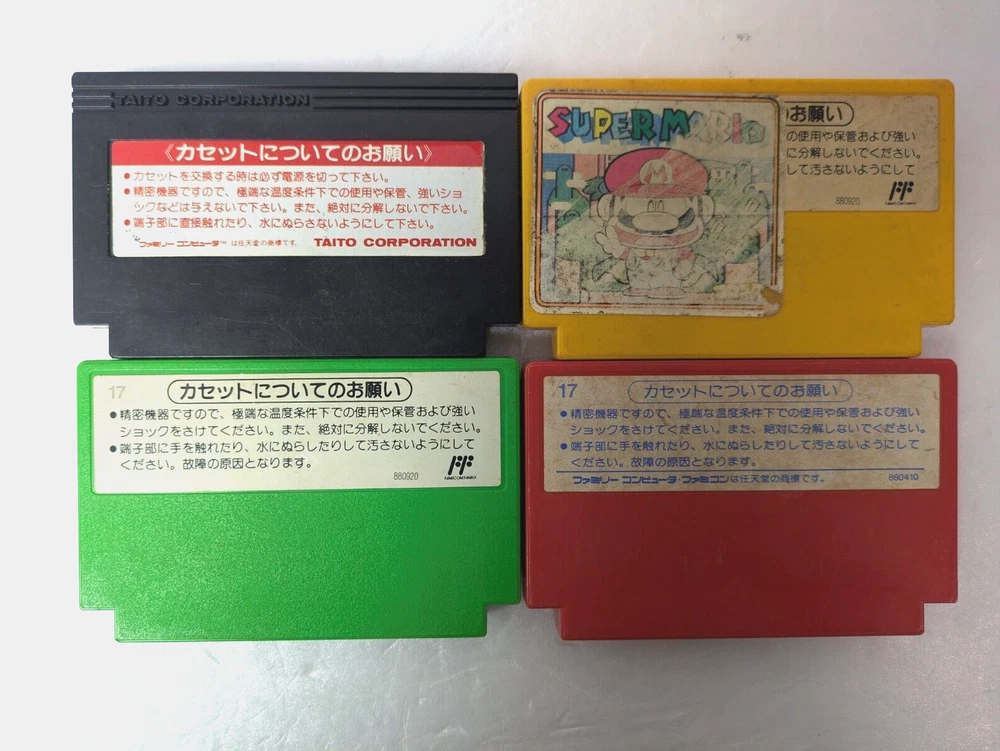 TAITO CORPORATION
《カセットについてのお願い》
●カセットを交換する時は必ず電源を切って下さい。
●精密機器ですので、極端な温度条件下での使用や保管、強いショ
ックなどは与えないで下さい。また、絶対に分解しないで下さい。
●端子部に直接触れたり、水にぬらさないようにして下さい。
ファミリー コンピュータ™ は任天堂の商標です。 TAITO CORPORATION
SUPER MARIO
M
お願い
の使用や保管および強い
に分解しないでください。
して汚さないようにして
880920
FAMICOM FAMILY
17 カセットについてのお願い
●精密機器ですので、極端な温度条件下での使用や保管および強い
ショックをさけてください。また、絶対に分解しないでください。
●端子部に手を触れたり、水にぬらしたりして汚さないようにして
ください。故障の原因となります。
880920
FAMICOM FAMILY
17 カセットについてのお願い
●精密機器ですので、極端な温度条件下での使用や保管および強い
ショックをさけてください。また、絶対に分解しないでください。
●端子部に手を触れたり、水にぬらしたりして汚さないようにして
ください。故障の原因となります。
ファミリー コンピュータ・ファミコンは任天堂の商標です。 880410